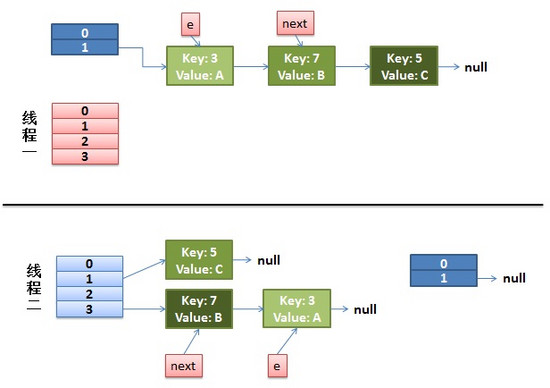 e
next
0
1
Key: 3
Value: A
Key: 7
Value: B
Key: 5
Value: C
null
线程一
0
1
2
3
线程二
0
1
2
3
Key: 5
Value: C
null
0
1
null
Key: 7
Value: B
Key: 3
Value: A
null
next
e